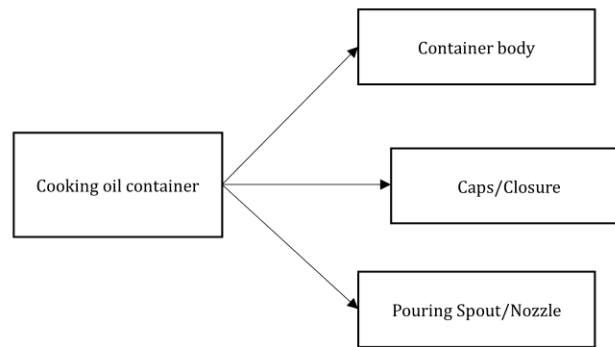 Container body
Cooking oil container
Caps/Closure
Pouring Spout/Nozzle